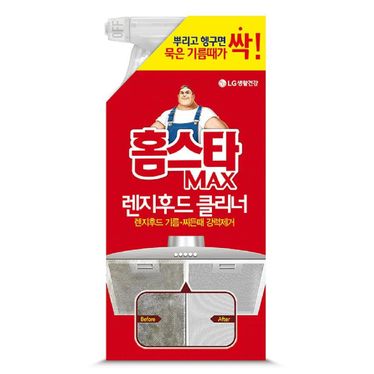 OFF
뿌리고 헹구면
묵은 기름때가 싹!
LG생활건강
홈스타
MAX
렌지후드 클리너
렌지후드 기름·찌든때 강력제거
Before
After